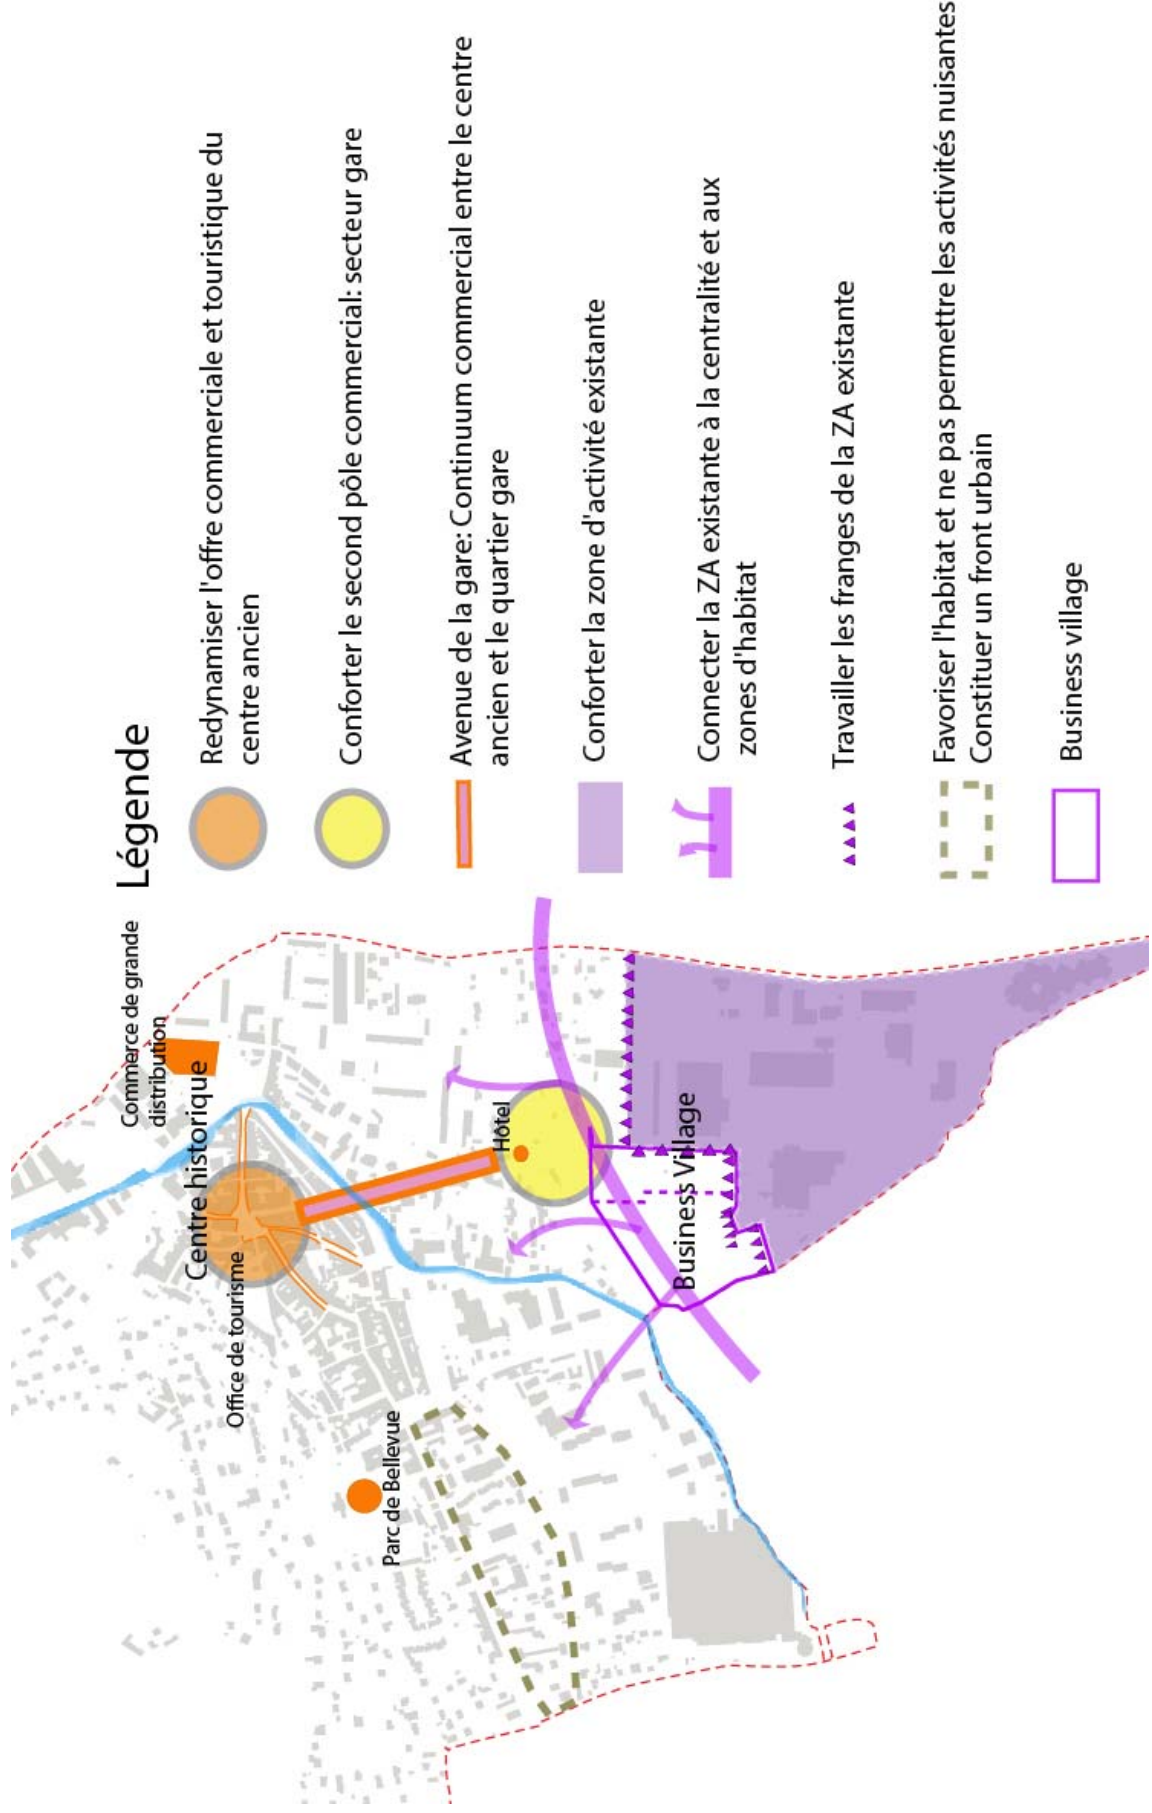 Légende
Redynamiser l'offre commerciale et touristique du
centre ancien
Conforter le second pôle commercial: secteur gare
Avenue de la gare: Continuum commercial entre le centre
ancien et le quartier gare
Conforter la zone d'activité existante
Connecter la ZA existante à la centralité et aux
zones d'habitat
Travailler les franges de la ZA existante
Favoriser l'habitat et ne pas permettre les activités nuisantes
Constituer un front urbain
Business village
Commerce de grande
distribution
Centre historique
Office de tourisme
Hôtel
Business Village
Parc de Bellevue